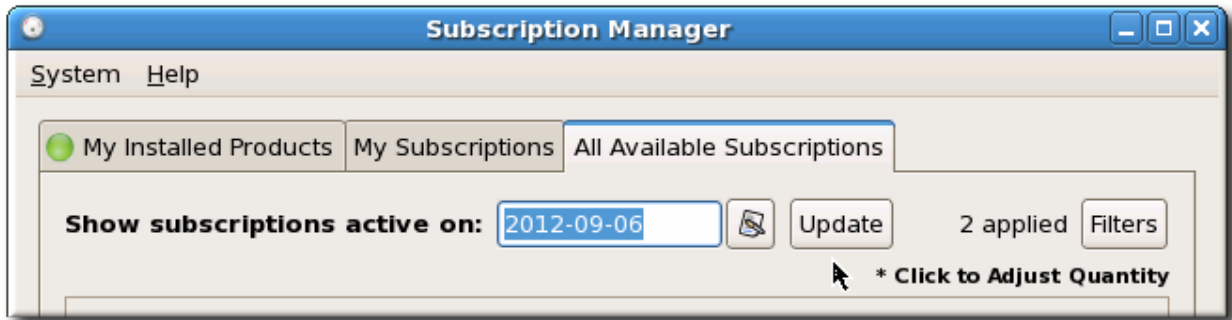 Subscription Manager
System Help
My Installed Products My Subscriptions All Available Subscriptions
Show subscriptions active on: 2012-09-06 Update 2 applied Filters
* Click to Adjust Quantity